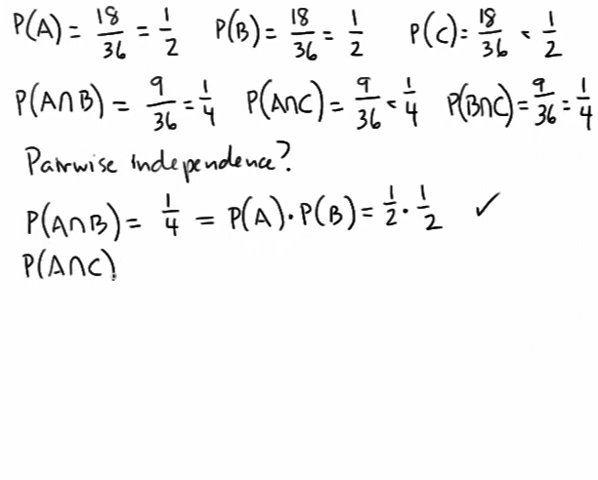 P(A) = 18/36 = 1/2 P(B) = 18/36 = 1/2 P(C) = 18/36 = 1/2
P(A∩B) = 9/36 = 1/4 P(A∩C) = 9/36 = 1/4 P(B∩C) = 9/36 = 1/4
Pairwise independence?
P(A∩B) = 1/4 = P(A)·P(B) = 1/2 · 1/2 ✓
P(A∩C)